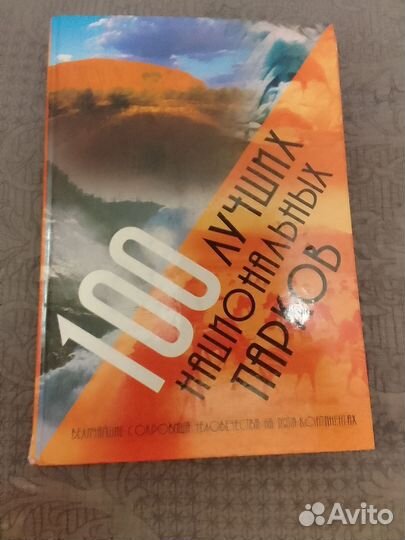 100 ЛУЧШИХ
НАЦИОНАЛЬНЫХ
ПАРКОВ
ВЕЛИЧАЙШИЕ СОКРОВИЩА ЧЕЛОВЕЧЕСТВА НА ПЯТИ КОНТИНЕНТАХ
Avito